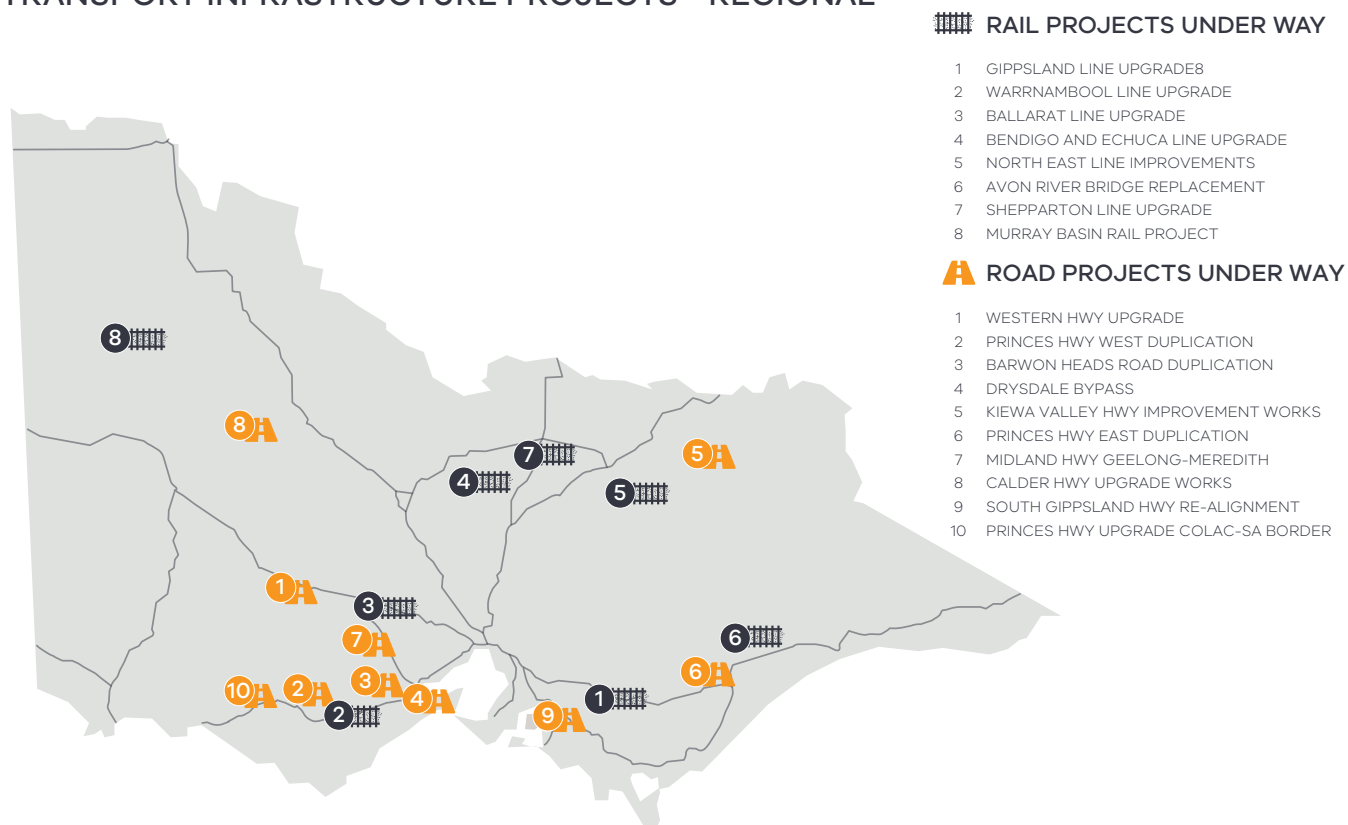 TRANSPORT INFRASTRUCTURE PROJECTS - REGIONAL
RAIL PROJECTS UNDER WAY
1 GIPPSLAND LINE UPGRADE8
2 WARRNAMBOOL LINE UPGRADE
3 BALLARAT LINE UPGRADE
4 BENDIGO AND ECHUCA LINE UPGRADE
5 NORTH EAST LINE IMPROVEMENTS
6 AVON RIVER BRIDGE REPLACEMENT
7 SHEPPARTON LINE UPGRADE
8 MURRAY BASIN RAIL PROJECT
ROAD PROJECTS UNDER WAY
1 WESTERN HWY UPGRADE
2 PRINCES HWY WEST DUPLICATION
3 BARWON HEADS ROAD DUPLICATION
4 DRYSDALE BYPASS
5 KIEWA VALLEY HWY IMPROVEMENT WORKS
6 PRINCES HWY EAST DUPLICATION
7 MIDLAND HWY GEELONG-MEREDITH
8 CALDER HWY UPGRADE WORKS
9 SOUTH GIPPSLAND HWY RE-ALIGNMENT
10 PRINCES HWY UPGRADE COLAC-SA BORDER
8
8
7
5
4
5
1
3
7
6
6
3
10
2
4
1
2
9